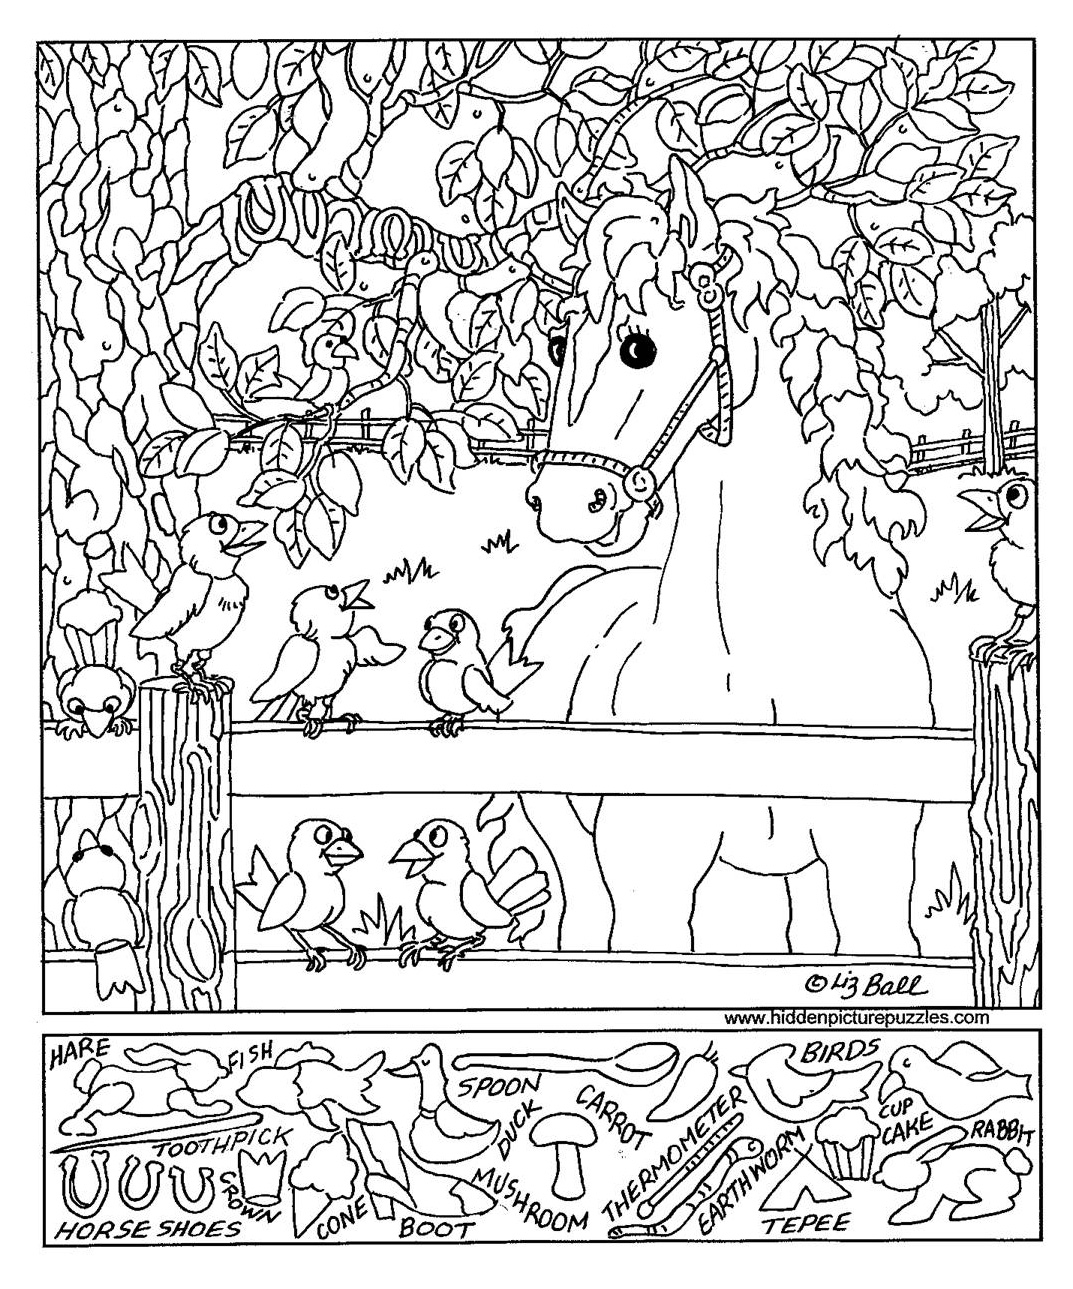 © Liz Ball
www.hiddenpicturepuzzles.com
HARE
FISH
SPOON
BIRDS
DUCK
CARROT
CUP
CAKE
TOOTHPICK
THERMOMETER
RABBIT
CROWN
MUSHROOM
EARTHWORM
HORSE SHOES
CONE
BOOT
TEPEE